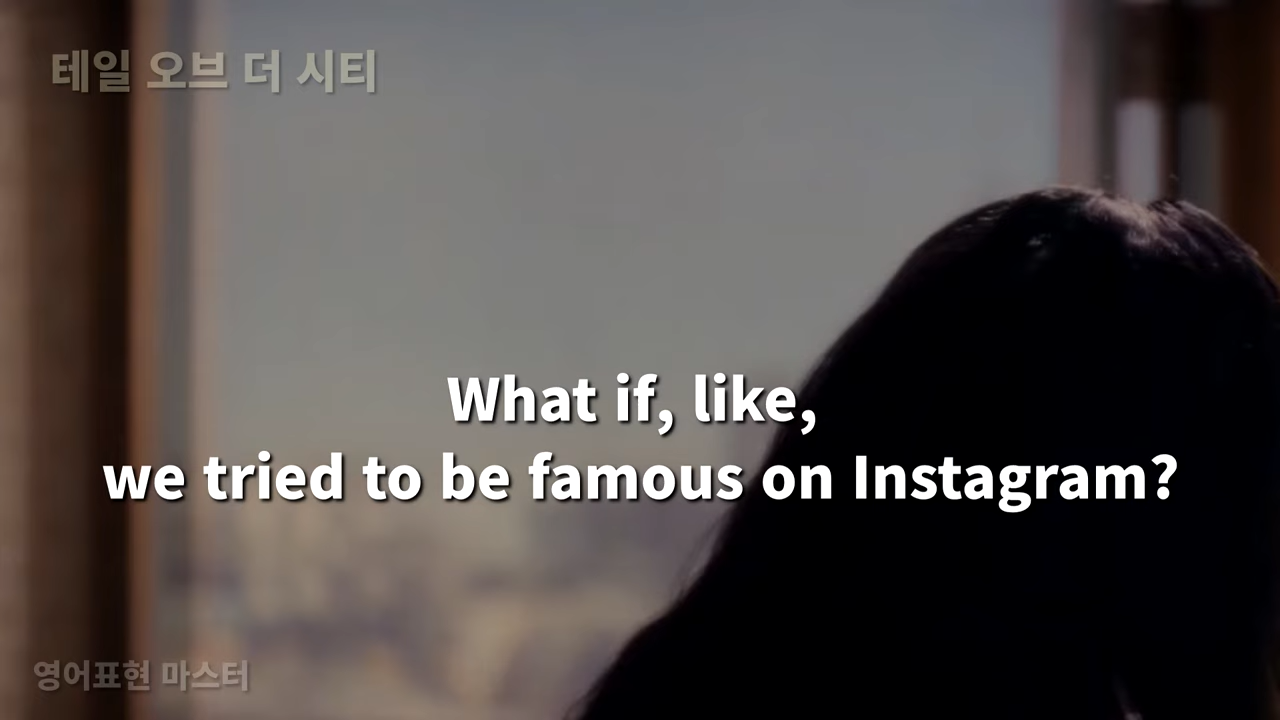 테일 오브 더 시티
What if, like,
we tried to be famous on Instagram?
영어표현 마스터